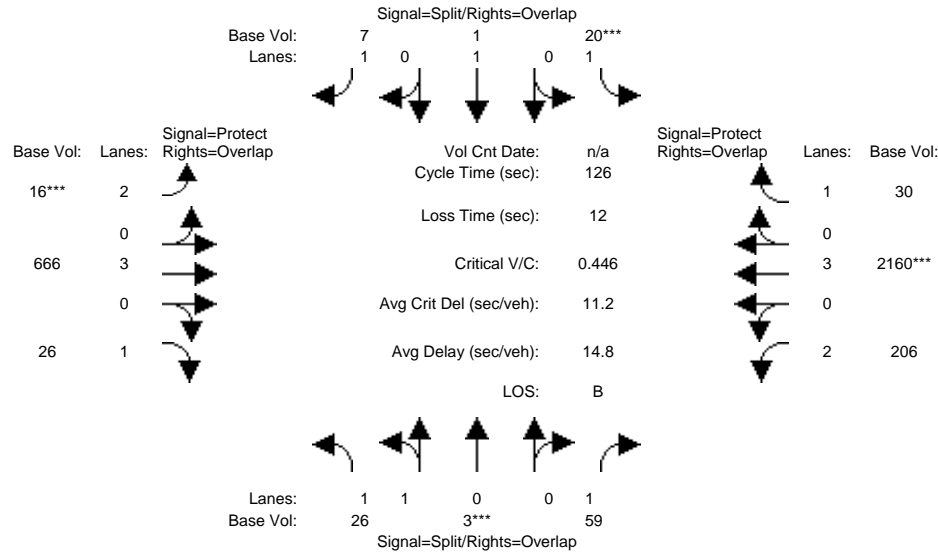 Signal=Split/Rights=Overlap
Base Vol: 7 1 20***
Lanes: 1 0 1 0 1
Signal=Protect
Base Vol: Lanes: Rights=Overlap
Vol Cnt Date: n/a
Signal=Protect
Rights=Overlap Lanes: Base Vol:
Cycle Time (sec): 126
16*** 2
1 30
Loss Time (sec): 12
0
0
666 3
Critical V/C: 0.446
3 2160***
0
Avg Crit Del (sec/veh): 11.2
0
26 1
Avg Delay (sec/veh): 14.8
2 206
LOS: B
Lanes: 1 1 0 0 1
Base Vol: 26 3*** 59
Signal=Split/Rights=Overlap